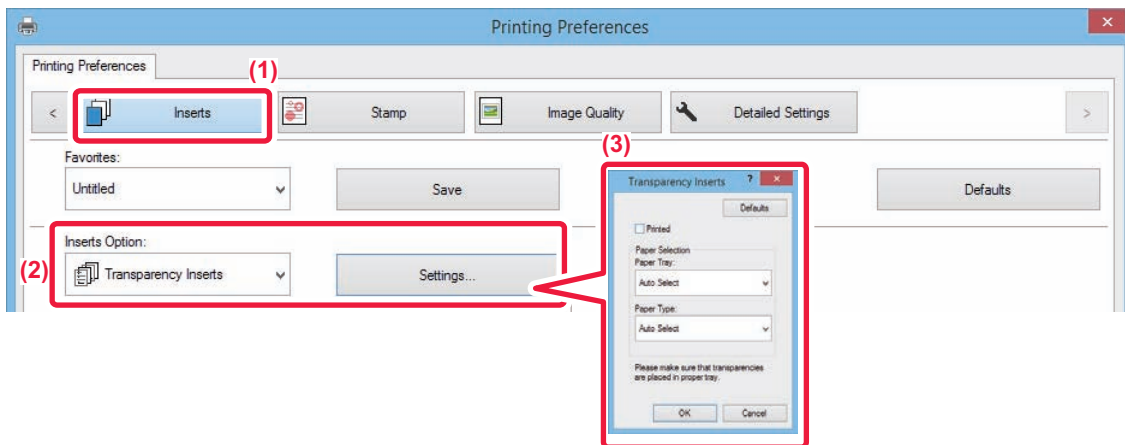 Printing Preferences
Printing Preferences
(1)
< Inserts Stamp Image Quality Detailed Settings >
(3)
Favorites:
Untitled Save Defaults
Inserts Option:
(2) Transparency Inserts Settings...
Transparency Inserts ? ×
Defaults
Printed
Paper Selection
Paper Tray:
Auto Select
Paper Type:
Auto Select
Please make sure that transparencies
are placed in proper tray.
OK Cancel